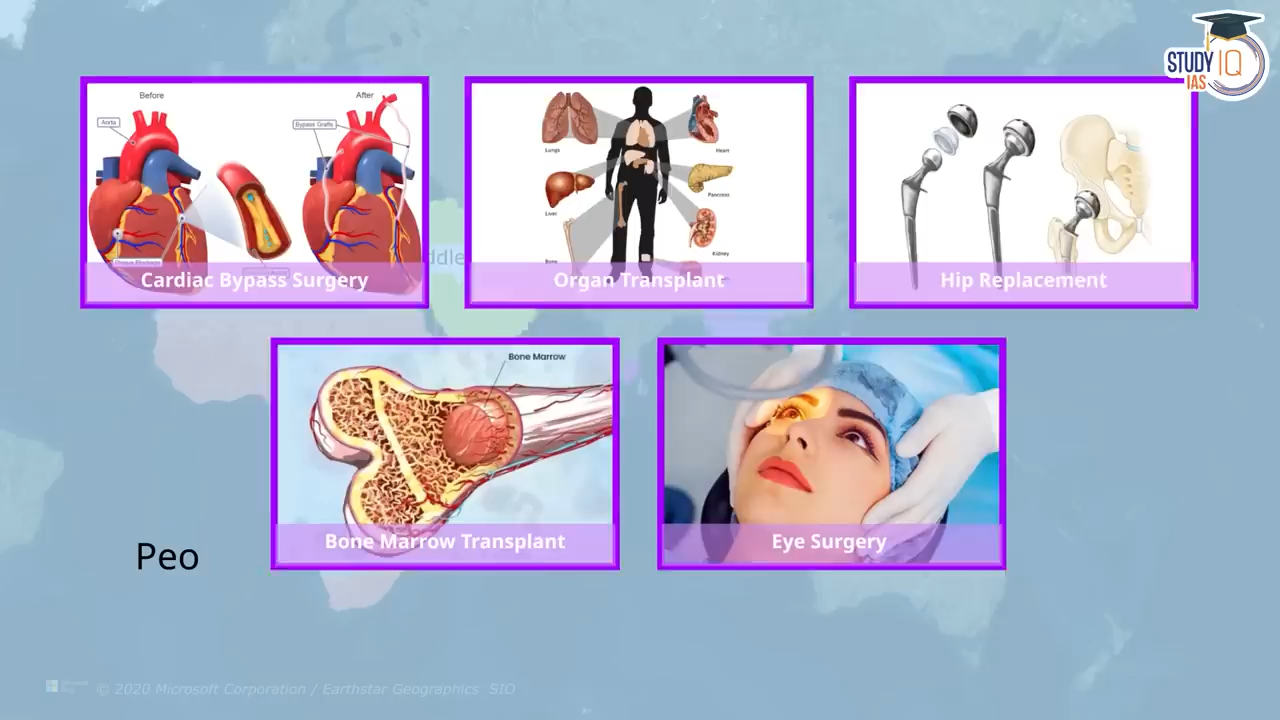 STUDY IQ
IAS
Before
After
Aorta
Bypass Grafts
Cardiac Bypass Surgery
Lungs
Heart
Liver
Pancreas
Bone
Kidney
Organ Transplant
Hip Replacement
ddle
Bone Marrow
Bone Marrow Transplant
Eye Surgery
Peo
© 2020 Microsoft Corporation / Earthstar Geographics SIO